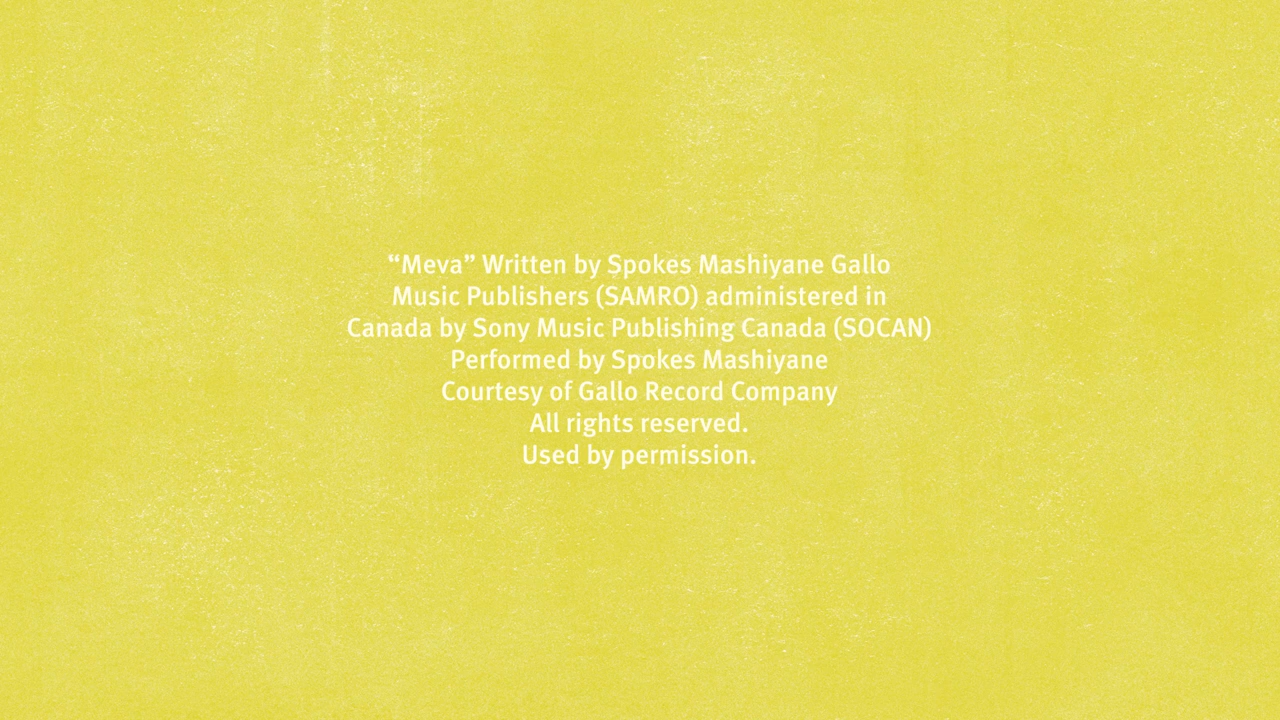 “Meva” Written by Spokes Mashiyane Gallo
Music Publishers (SAMRO) administered in
Canada by Sony Music Publishing Canada (SOCAN)
Performed by Spokes Mashiyane
Courtesy of Gallo Record Company
All rights reserved.
Used by permission.